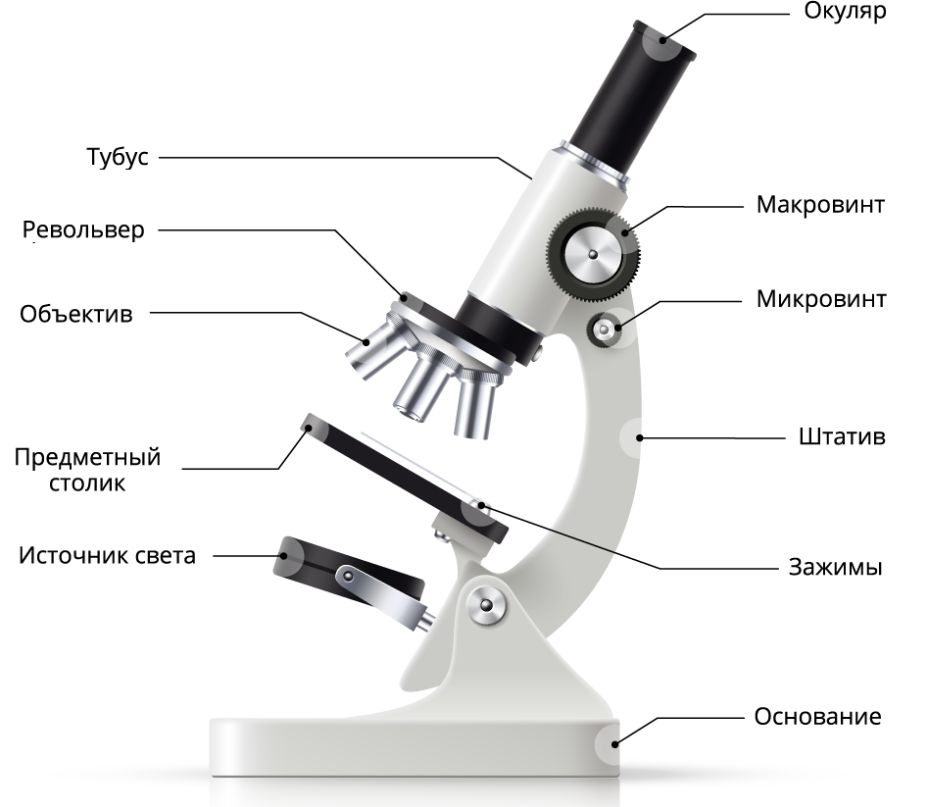 Окуляр
Тубус
Макровинт
Револьвер
Микровинт
Объектив
Штатив
Предметный
столик
Источник света
Зажимы
Основание